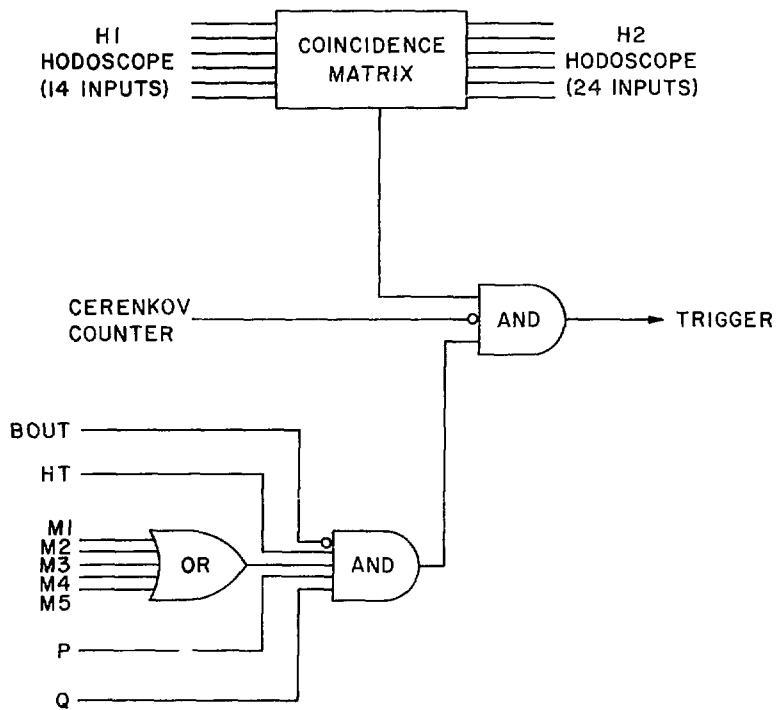 H1
HODOSCOPE
(14 INPUTS)
COINCIDENCE
MATRIX
H2
HODOSCOPE
(24 INPUTS)
CERENKOV
COUNTER
AND
TRIGGER
BOUT
HT
M1
M2
M3
M4
M5
OR
AND
P
Q